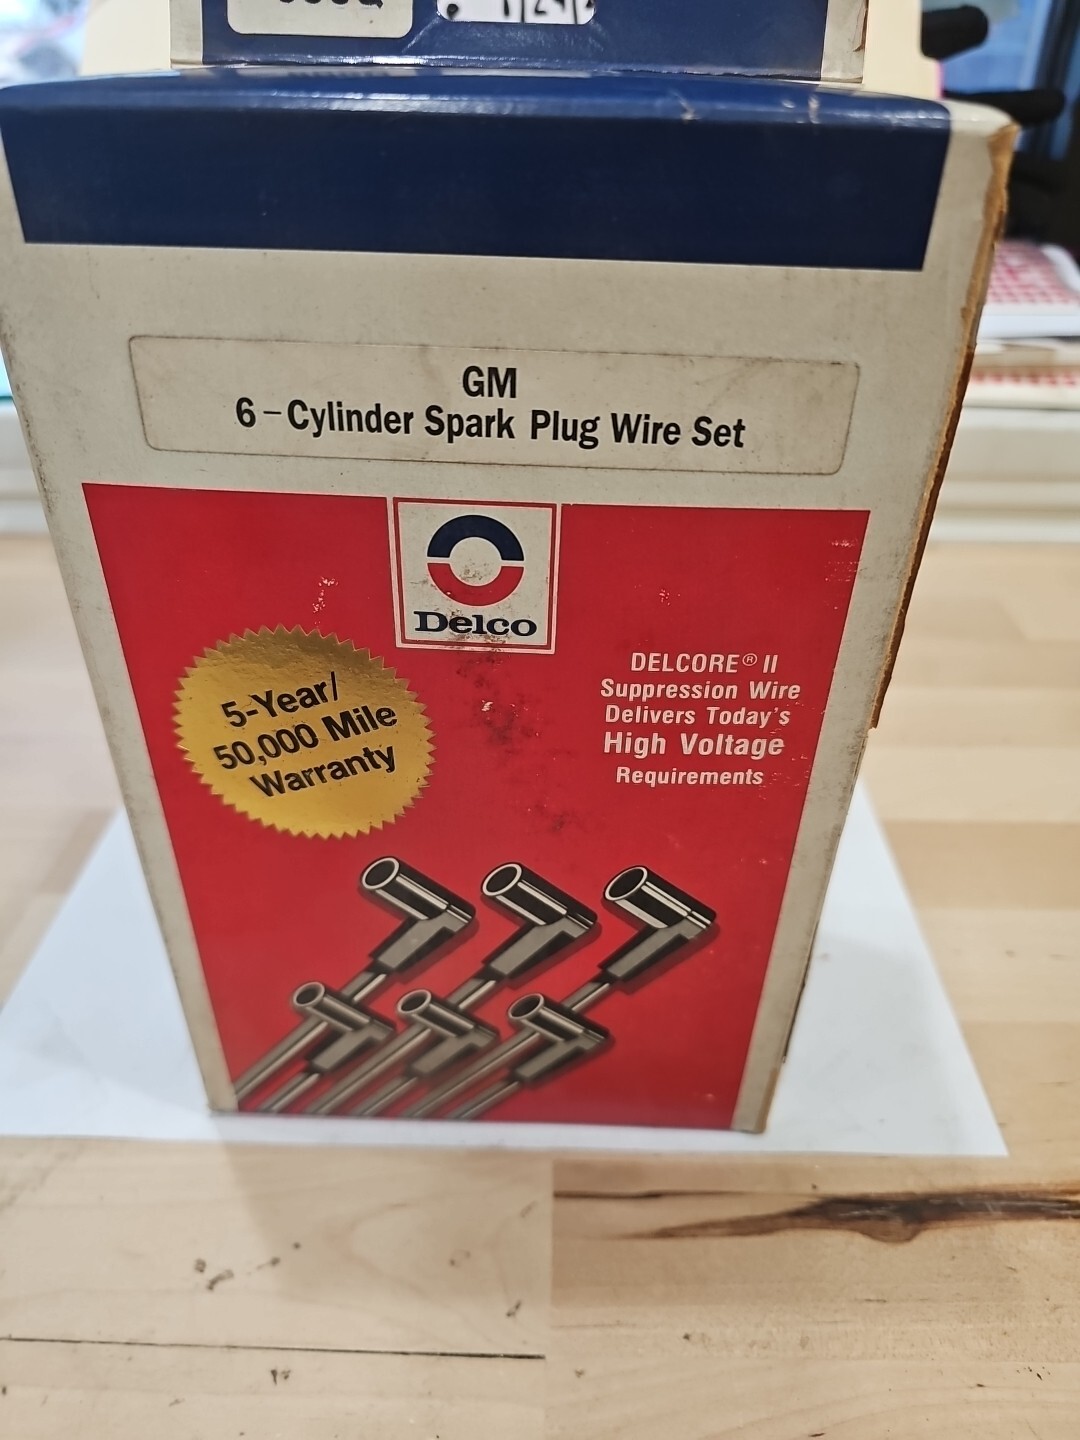 GM
6-Cylinder Spark Plug Wire Set
Delco
5-Year/
50,000 Mile
Warranty
DELCORE® II
Suppression Wire
Delivers Today's
High Voltage
Requirements